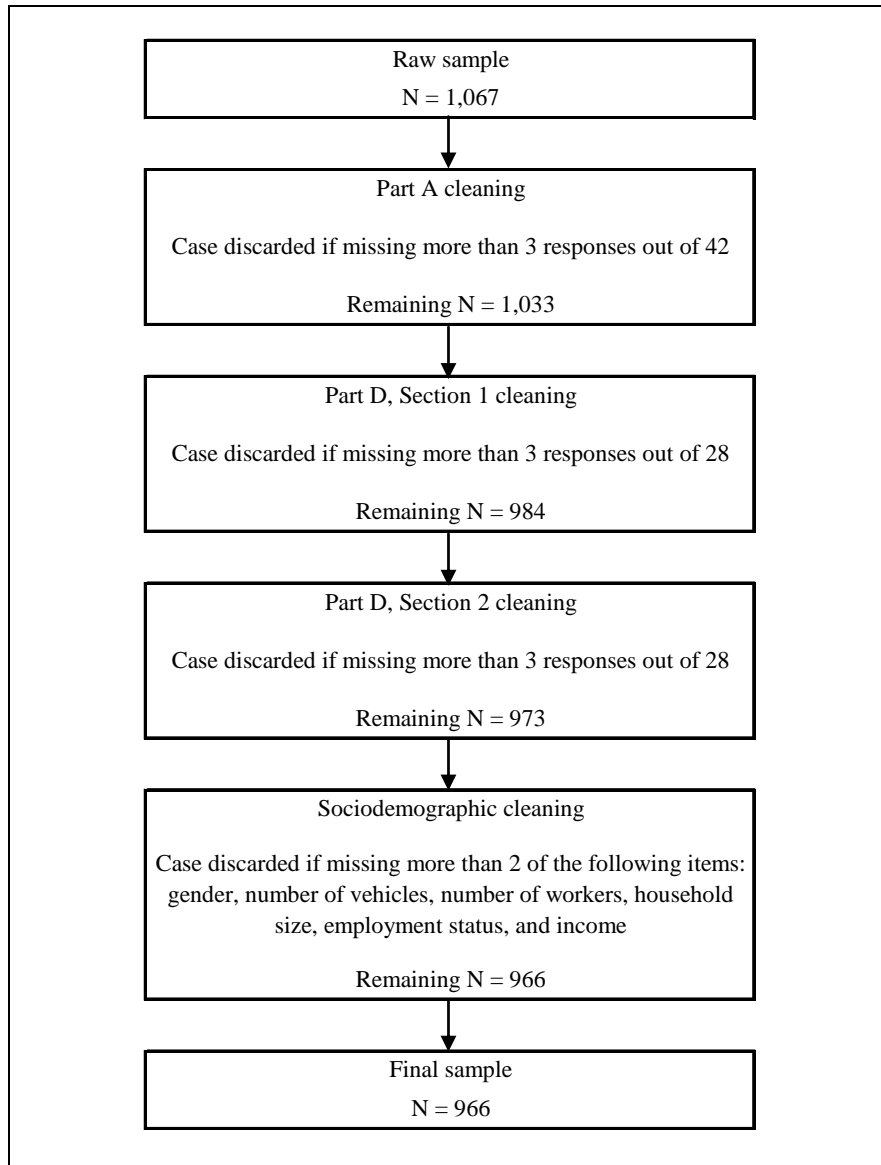 Raw sample
N = 1,067
Part A cleaning
Case discarded if missing more than 3 responses out of 42
Remaining N = 1,033
Part D, Section 1 cleaning
Case discarded if missing more than 3 responses out of 28
Remaining N = 984
Part D, Section 2 cleaning
Case discarded if missing more than 3 responses out of 28
Remaining N = 973
Sociodemographic cleaning
Case discarded if missing more than 2 of the following items:
gender, number of vehicles, number of workers, household
size, employment status, and income
Remaining N = 966
Final sample
N = 966